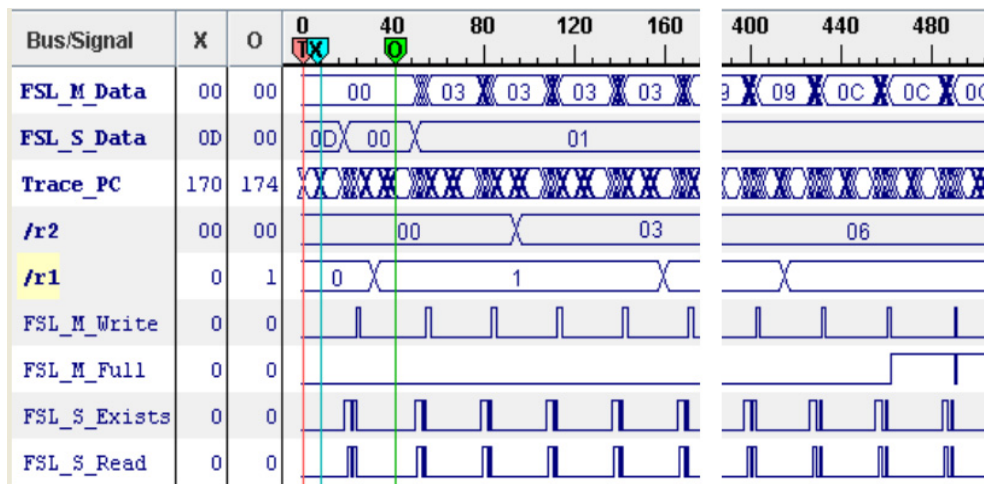 Bus/Signal X O 0 40 80 120 160 400 440 480
T X O
FSL_M_Data 00 00 00 03 03 03 03 9 09 0C 0C 0C
FSL_S_Data 0D 00 0D 00 01
Trace_PC 170 174
/r2 00 00 00 03 06
/r1 0 1 0 1
FSL_M_Write 0 0
FSL_M_Full 0 0
FSL_S_Exists 0 0
FSL_S_Read 0 0